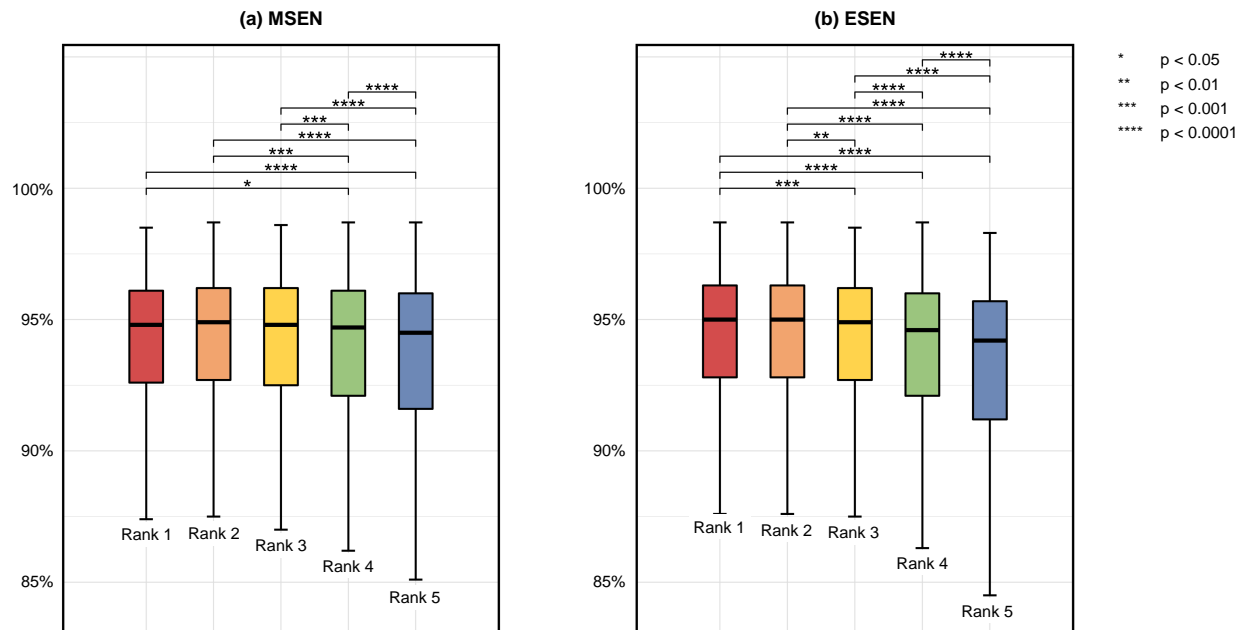 (a) MSEN
(b) ESEN
* p < 0.05
** p < 0.01
*** p < 0.001
**** p < 0.0001
****
****
***
****
***
****
*
100%
95%
90%
85%
Rank 1
Rank 2
Rank 3
Rank 4
Rank 5
****
****
****
****
****
**
****
****
***
100%
95%
90%
85%
Rank 1
Rank 2
Rank 3
Rank 4
Rank 5